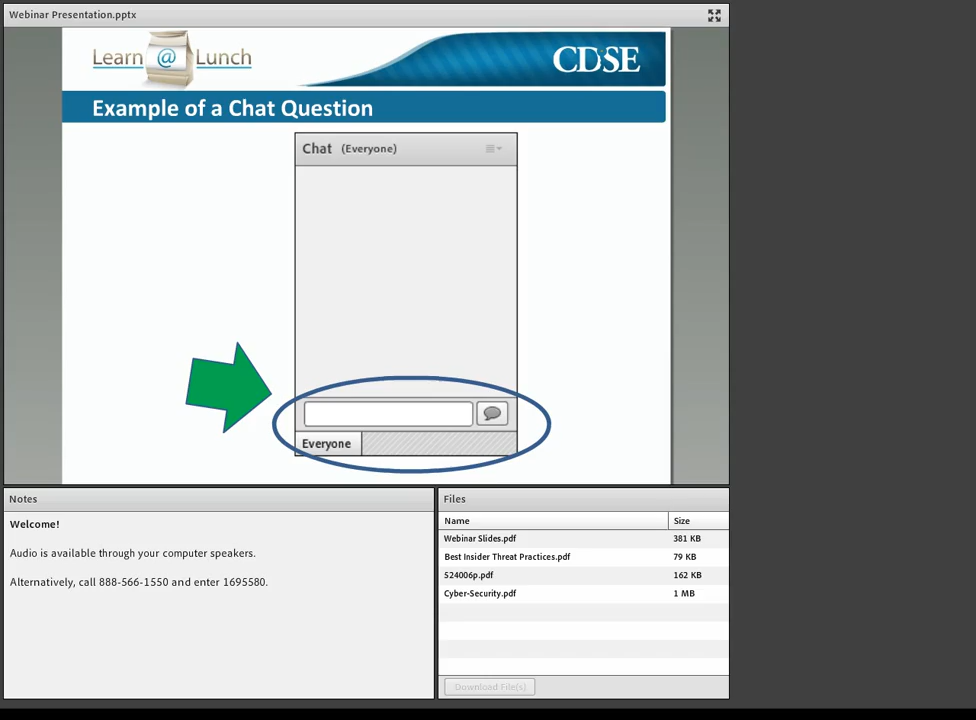 Webinar Presentation.pptx
Learn @ Lunch
CDSE
Example of a Chat Question
Chat (Everyone)
Everyone
Notes
Welcome!
Audio is available through your computer speakers.
Alternatively, call 888-566-1550 and enter 1695580.
Files
Name Size
Webinar Slides.pdf 381 KB
Best Insider Threat Practices.pdf 79 KB
S24006p.pdf 162 KB
Cyber-Security.pdf 1 MB
Download File(s)